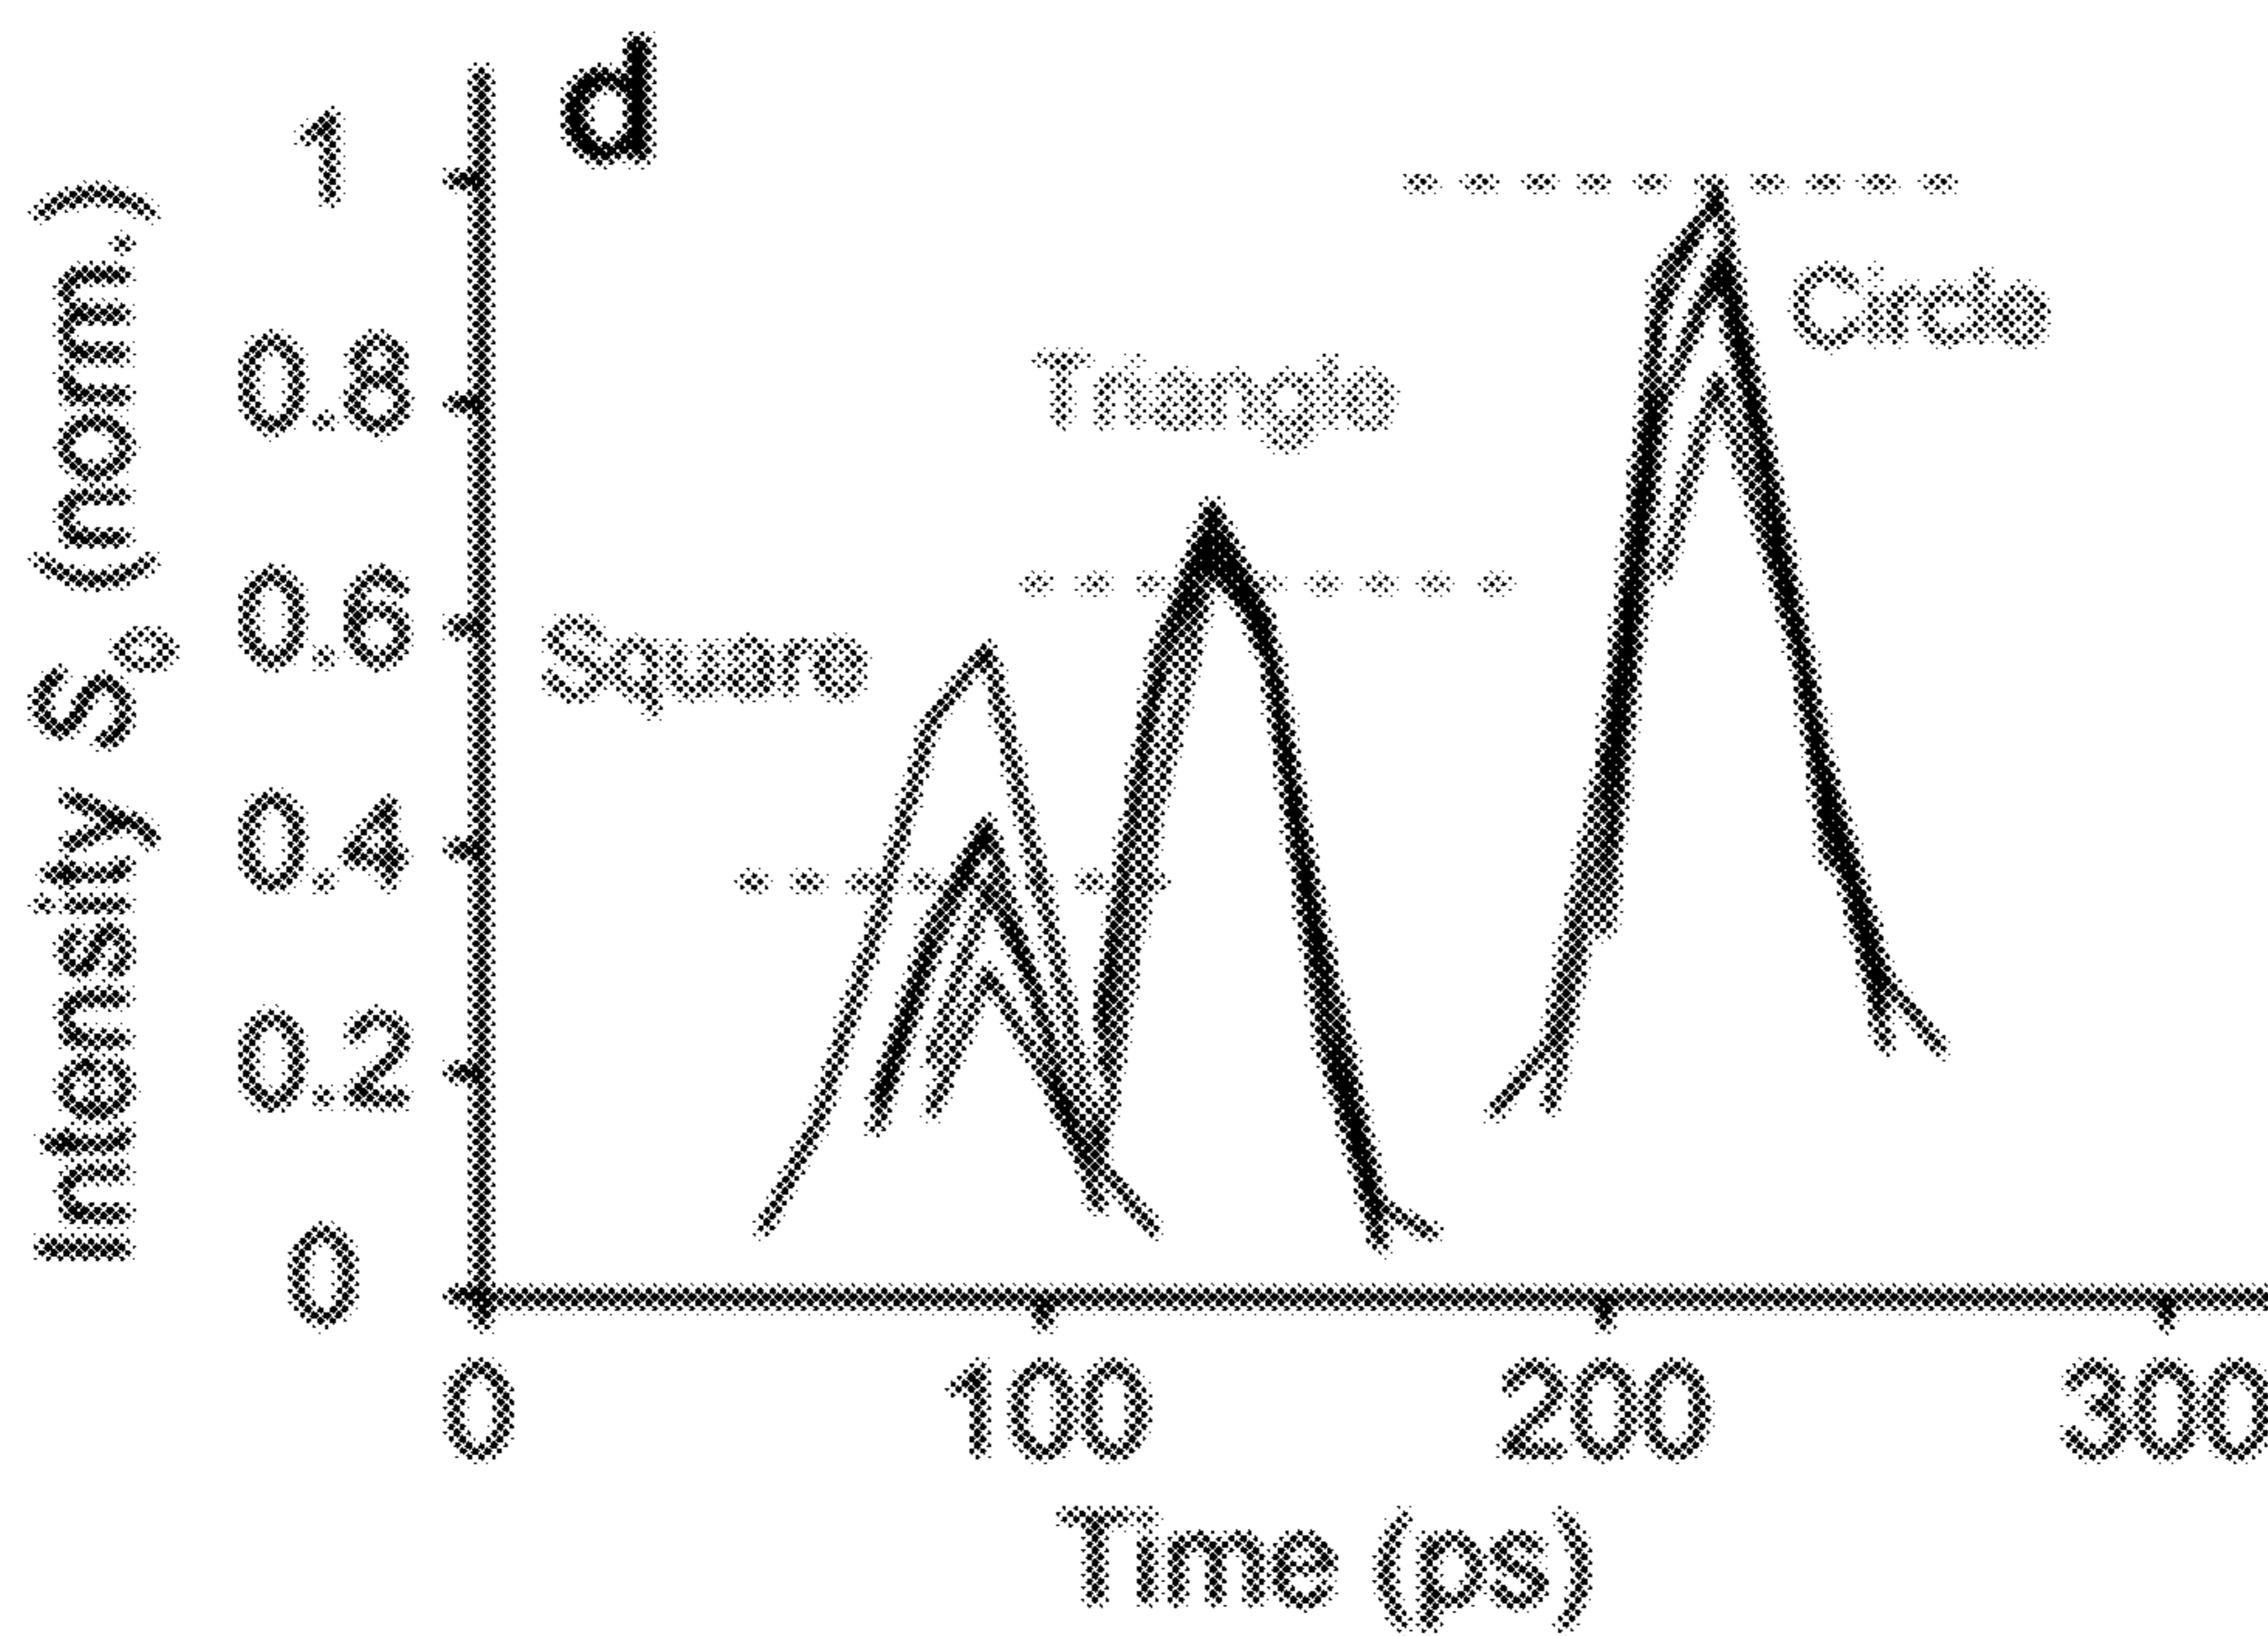 d
Intensity S0 (norm.)
1
0.8
0.6
0.4
0.2
0
Circle
Triangle
Square
0 100 200 300
Time (ps)